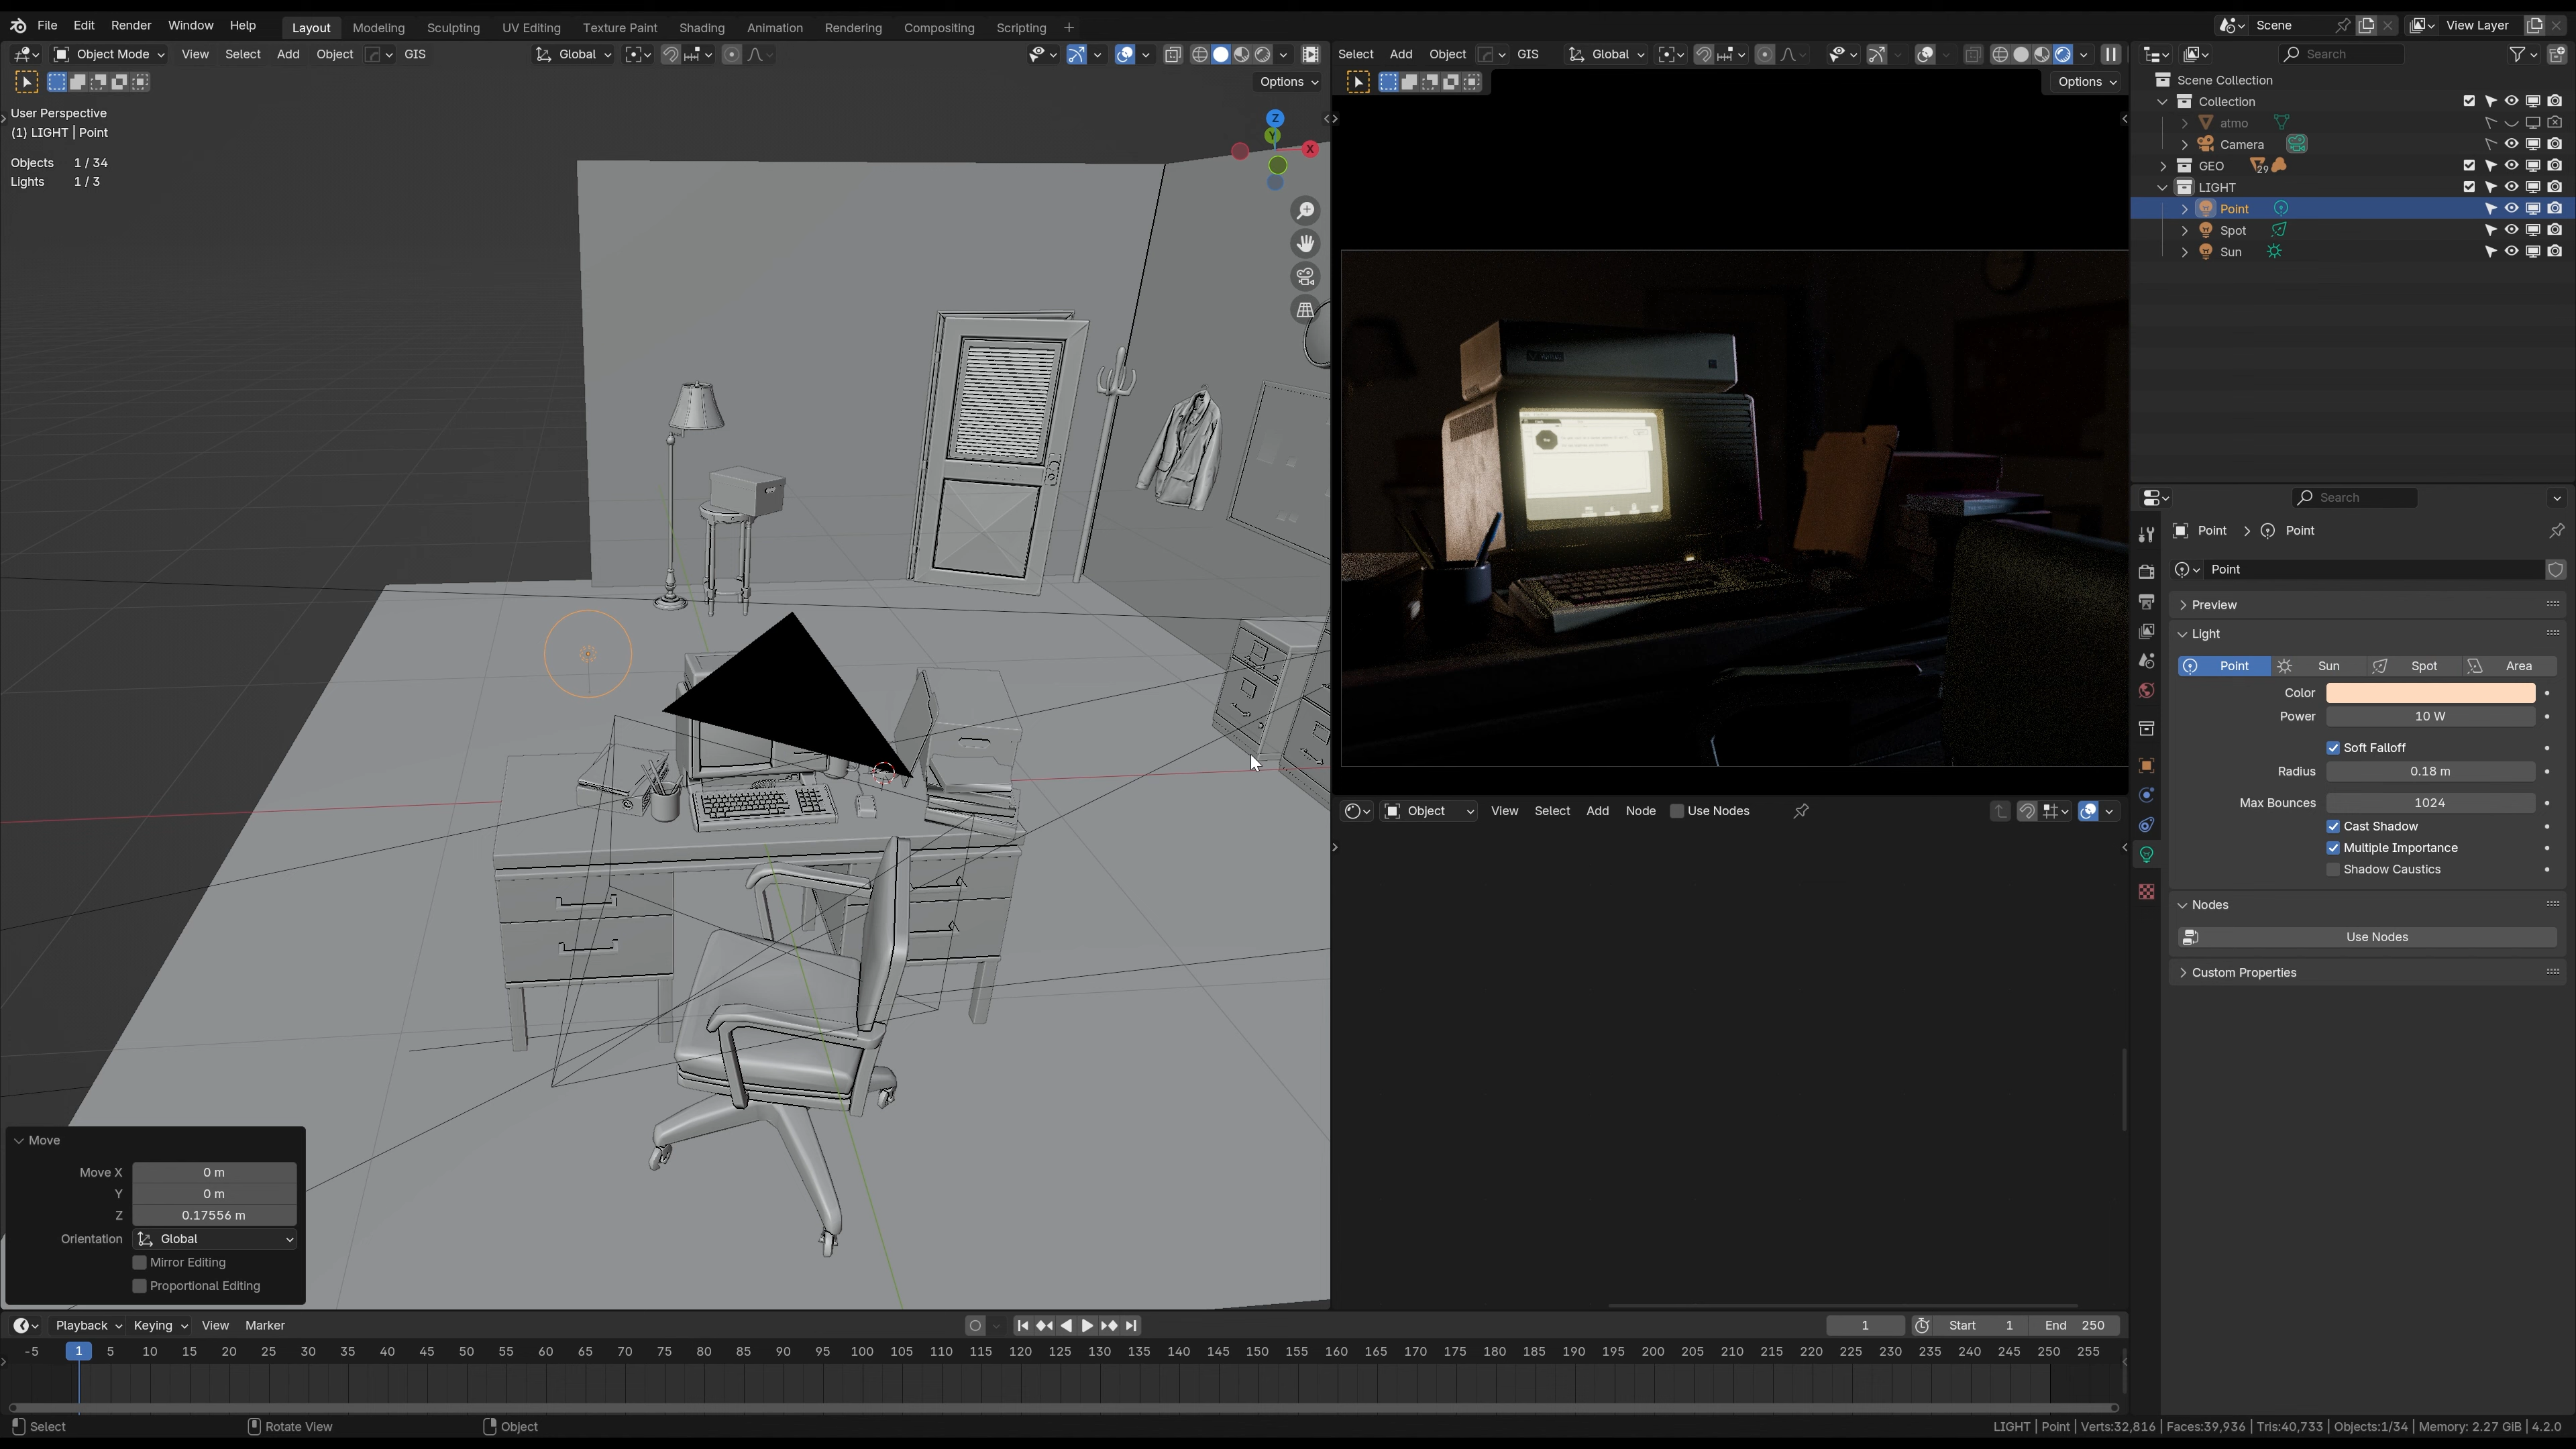 File Edit Render Window Help Layout Modeling Sculpting UV Editing Texture Paint Shading Animation Rendering Compositing Scripting + Scene View Layer
Object Mode View Select Add Object GIS Global
Options
User Perspective
(1) LIGHT | Point
Objects 1 / 34
Lights 1 / 3
Z
Y
X
Select Add Object GIS Global
Options
Search
Scene Collection
Collection
atmo
Camera
GEO 29
LIGHT
Point
Spot
Sun
Search
Point > Point
Point
Preview
Light
Point Sun Spot Area
Color
Power 10 W
Soft Falloff
Radius 0.18 m
Max Bounces 1024
Cast Shadow
Multiple Importance
Shadow Caustics
Nodes
Use Nodes
Custom Properties
Object View Select Add Node Use Nodes
Move
Move X 0 m
Y 0 m
Z 0.17556 m
Orientation Global
Mirror Editing
Proportional Editing
Playback Keying View Marker 1 Start 1 End 250
-5 1 5 10 15 20 25 30 35 40 45 50 55 60 65 70 75 80 85 90 95 100 105 110 115 120 125 130 135 140 145 150 155 160 165 170 175 180 185 190 195 200 205 210 215 220 225 230 235 240 245 250 255
Select Rotate View Object LIGHT | Point | Verts:32,816 | Faces:39,936 | Tris:40,733 | Objects:1/34 | Memory: 2.27 GiB | 4.2.0